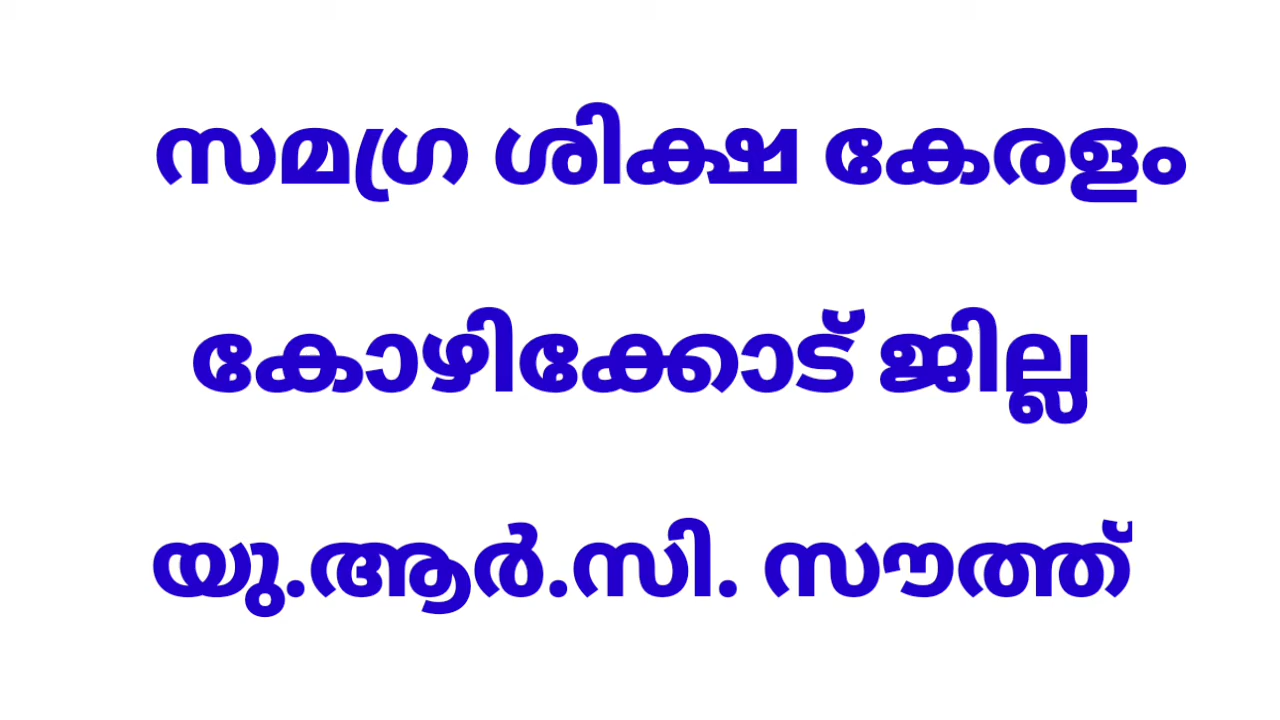 സമഗ്ര ശിക്ഷ കേരളം
കോഴിക്കോട് ജില്ല
യു.ആർ.സി. സൗത്ത്